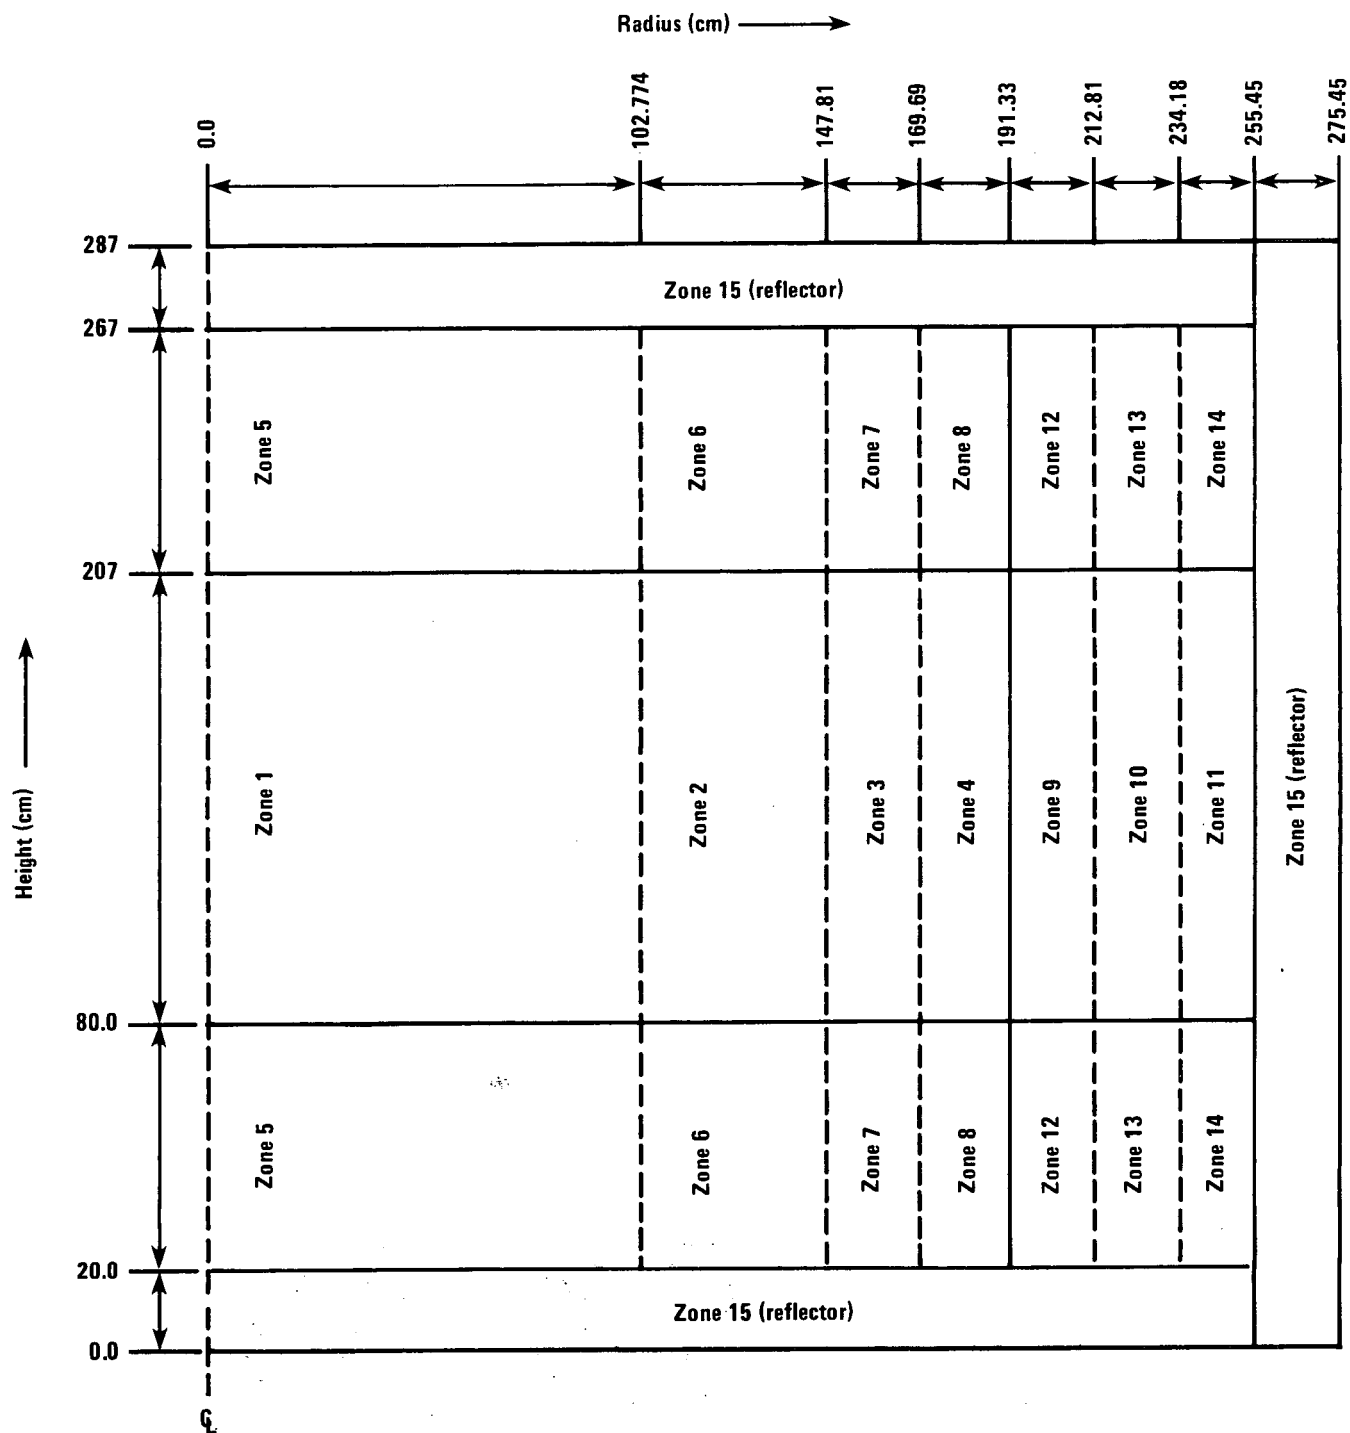 Radius (cm)
0.0
102.774
147.81
169.69
191.33
212.81
234.18
255.45
275.45
287
Zone 15 (reflector)
267
Zone 5
Zone 6
Zone 7
Zone 8
Zone 12
Zone 13
Zone 14
207
Height (cm)
Zone 1
Zone 2
Zone 3
Zone 4
Zone 9
Zone 10
Zone 11
Zone 15 (reflector)
80.0
Zone 5
Zone 6
Zone 7
Zone 8
Zone 12
Zone 13
Zone 14
20.0
Zone 15 (reflector)
0.0
℄